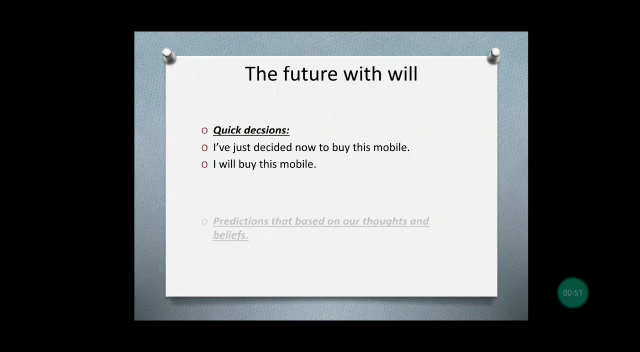 The future with will
Quick decsions:
I've just decided now to buy this mobile.
I will buy this mobile.
Predictions that based on our thoughts and
beliefs.
00:51